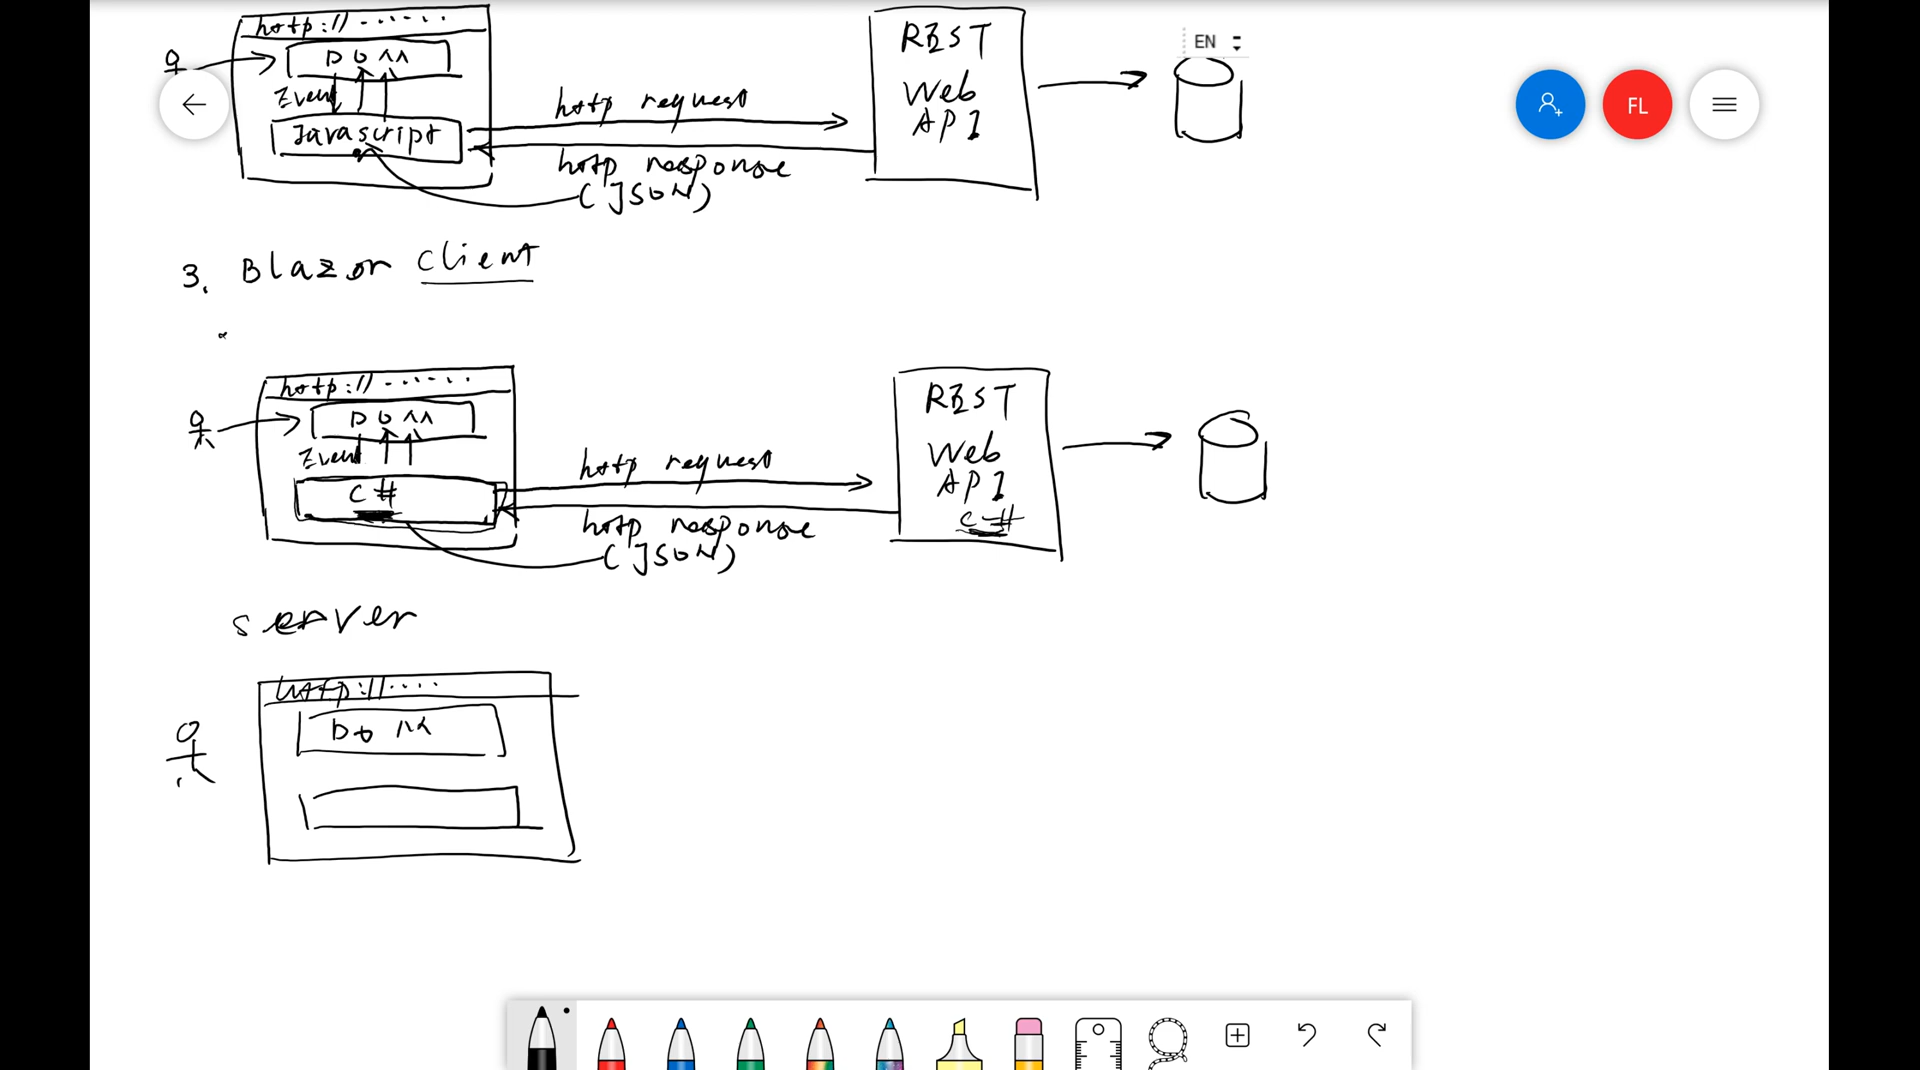 http://......
DOM
Event
Javascript
http request
http response
(JSON)
REST
Web
API
EN
FL
3. Blazor Client
http://......
DOM
Event
C#
http request
http response
(JSON)
REST
Web
API
C#
server
http://....
DOM